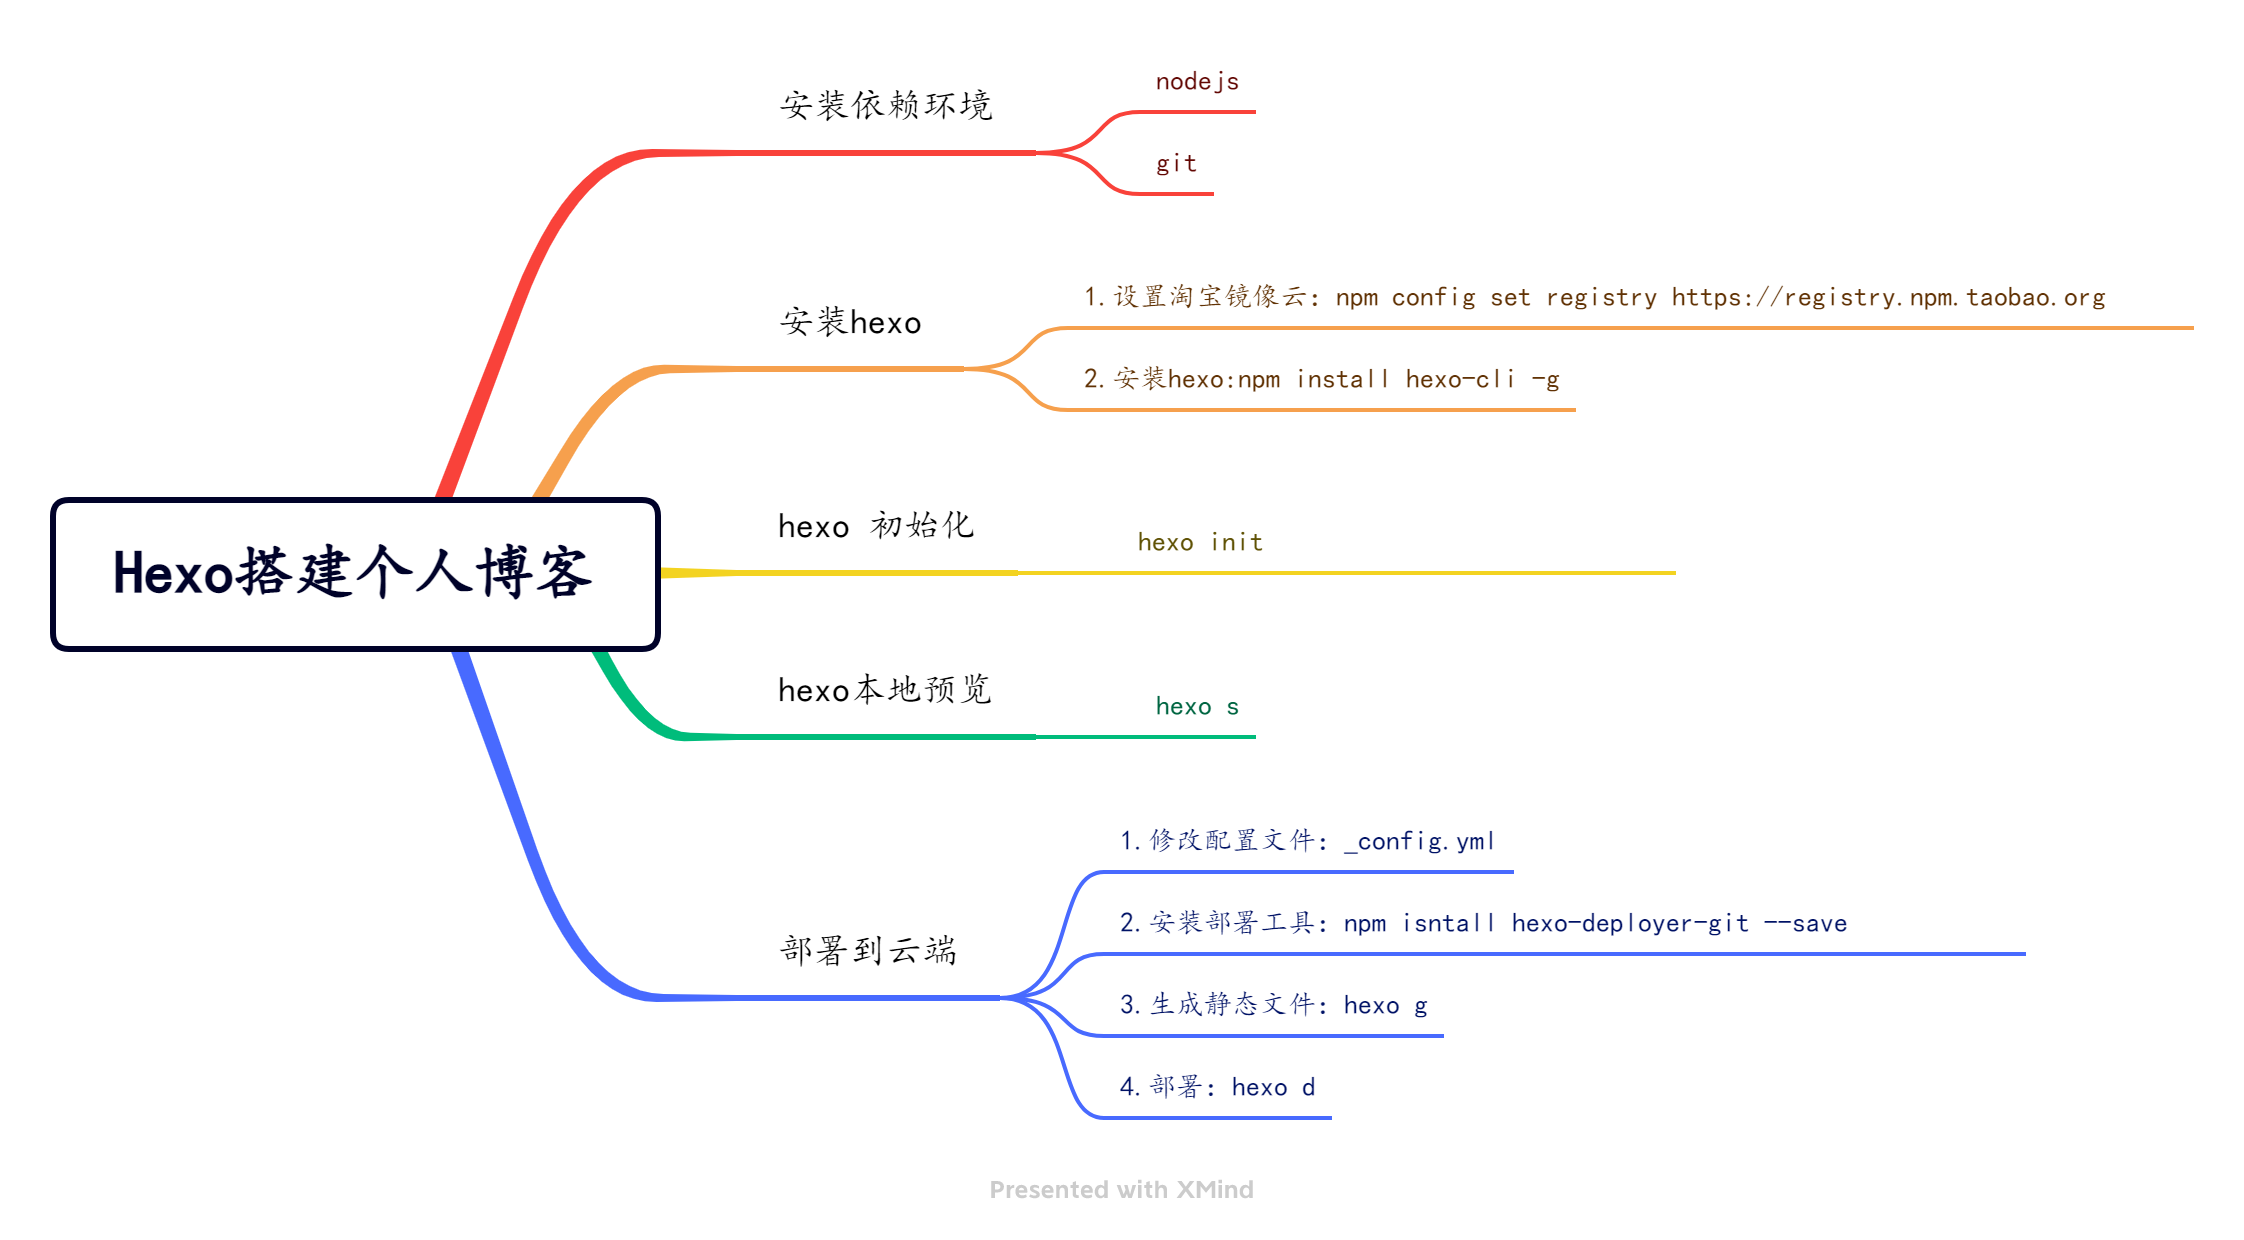 Hexo搭建个人博客
安装依赖环境
nodejs
git
安装hexo
1.设置淘宝镜像云：npm config set registry https://registry.npm.taobao.org
2.安装hexo:npm install hexo-cli -g
hexo 初始化
hexo init
hexo本地预览
hexo s
部署到云端
1.修改配置文件：_config.yml
2.安装部署工具：npm isntall hexo-deployer-git --save
3.生成静态文件：hexo g
4.部署：hexo d
Presented with XMind